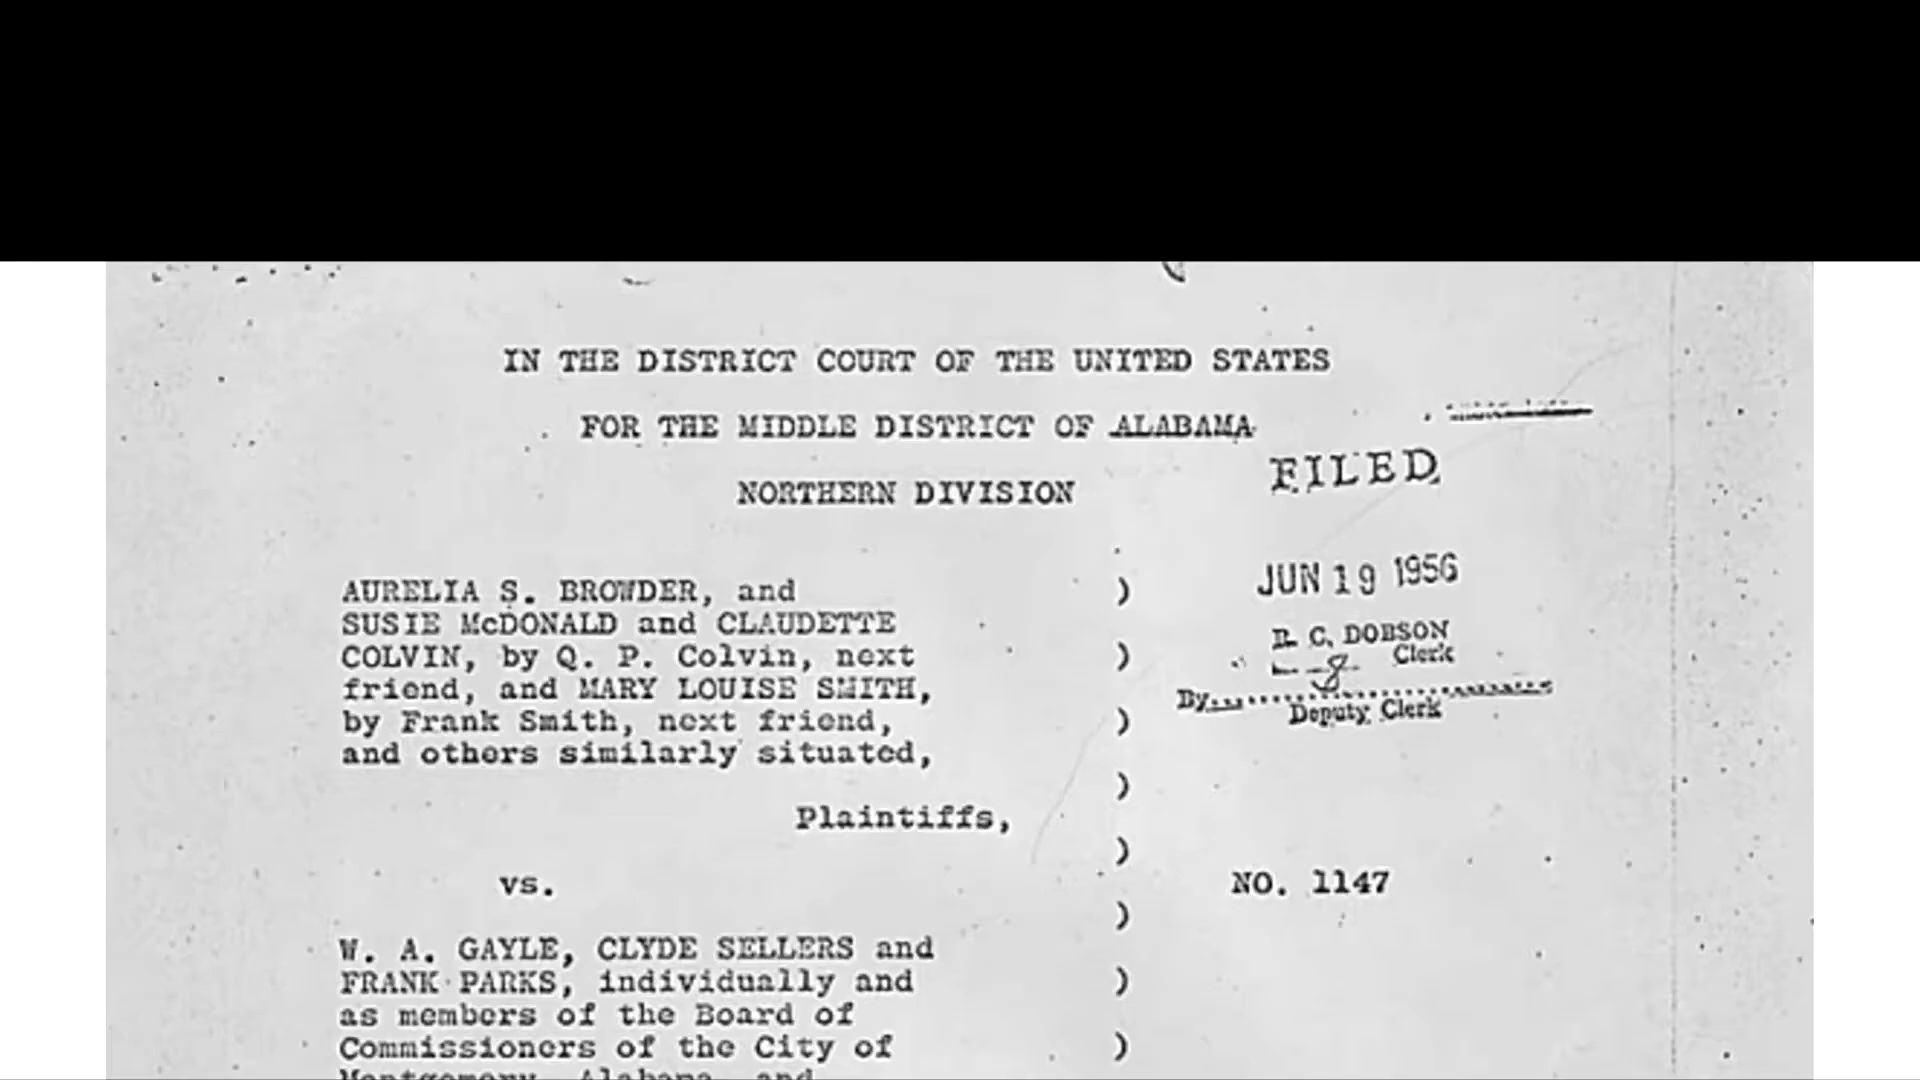 IN THE DISTRICT COURT OF THE UNITED STATES
FOR THE MIDDLE DISTRICT OF ALABAMA
NORTHERN DIVISION
FILED
JUN 19 1956
R. C. DOBSON
Clerk
By
Deputy Clerk
AURELIA S. BROWDER, and
SUSIE McDONALD and CLAUDETTE
COLVIN, by Q. P. Colvin, next
friend, and MARY LOUISE SMITH,
by Frank Smith, next friend,
and others similarly situated,
Plaintiffs,
vs.
NO. 1147
W. A. GAYLE, CLYDE SELLERS and
FRANK PARKS, individually and
as members of the Board of
Commissioners of the City of
Montgomery, Alabama, and